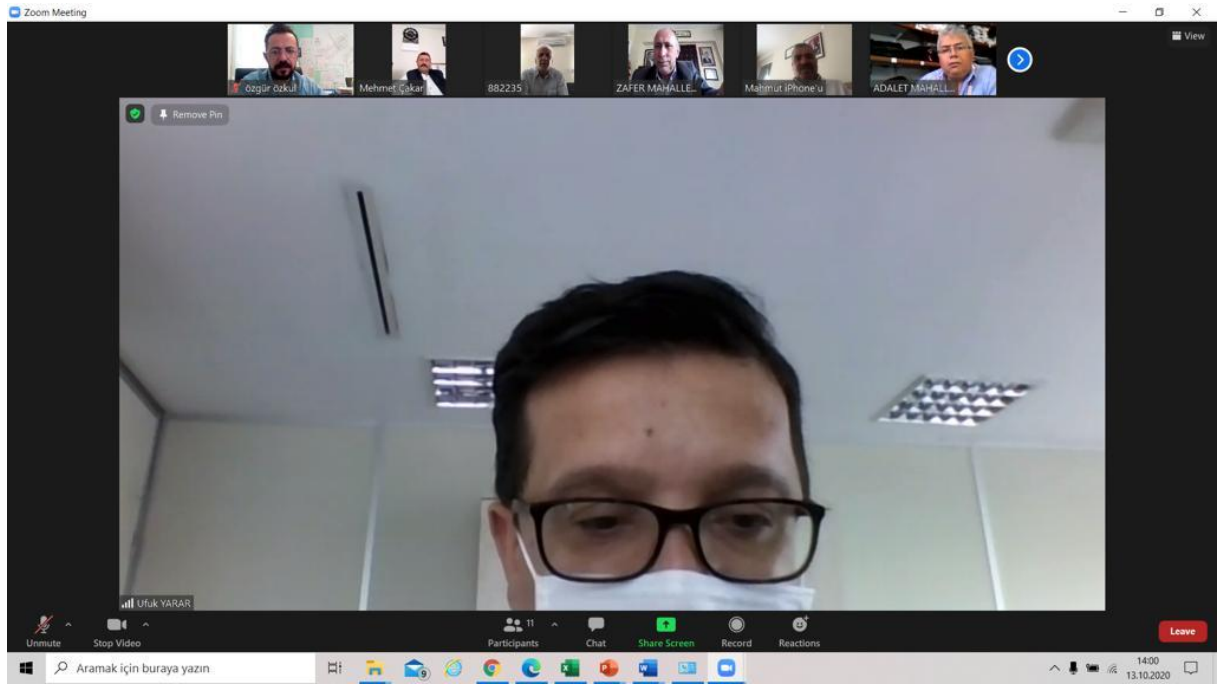 Zoom Meeting
View
özgür özkul
Mehmet Çakar
882235
ZAFER MAHALLE...
Mahmut iPhone'u
ADALET MAHALL...
Remove Pin
Ufuk YARAR
Unmute
Stop Video
11
Participants
Chat
Share Screen
Record
Reactions
Leave
Aramak için buraya yazın
9
14:00
13.10.2020